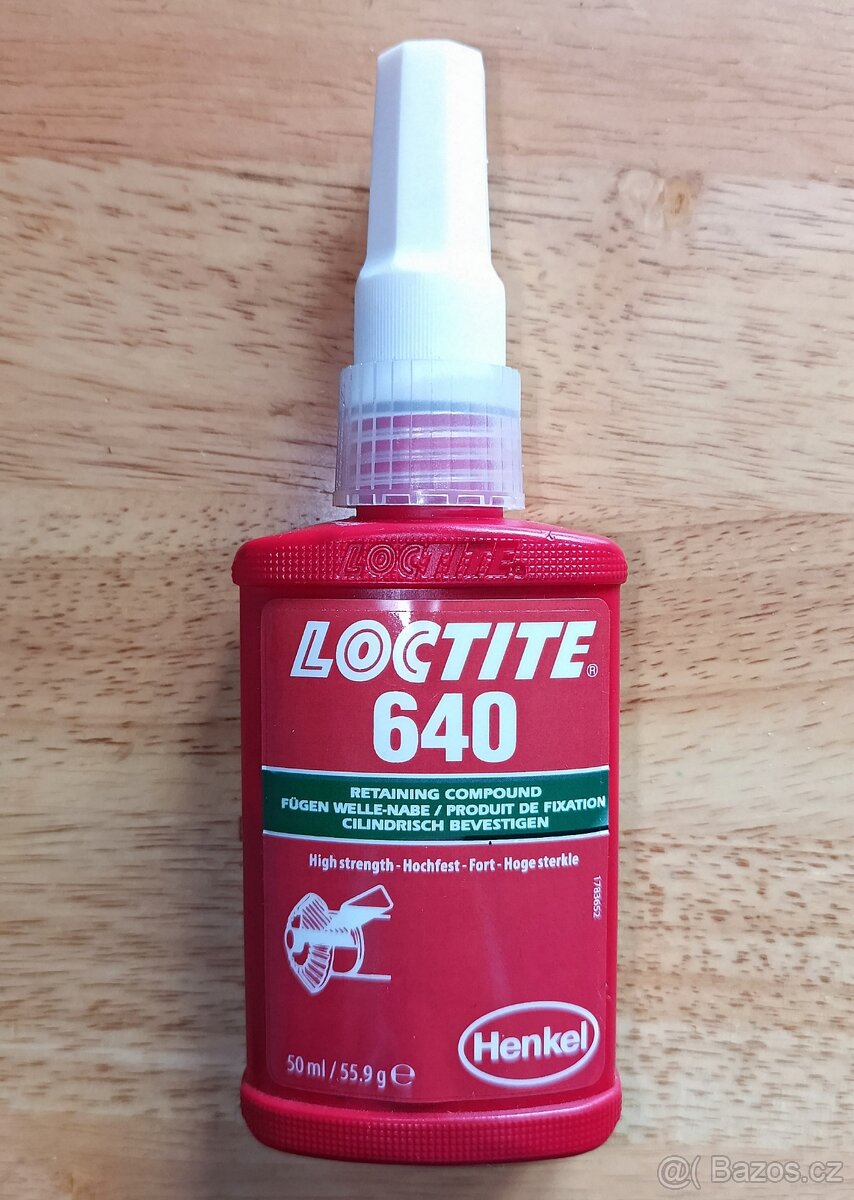 LOCTITE®
LOCTITE®
640
RETAINING COMPOUND
FÜGEN WELLE-NABE / PRODUIT DE FIXATION
CILINDRISCH BEVESTIGEN
High strength - Hochfest - Fort - Hoge sterkle
1783652
Henkel
50 ml / 55.9 g ℮
@( Bazos.cz